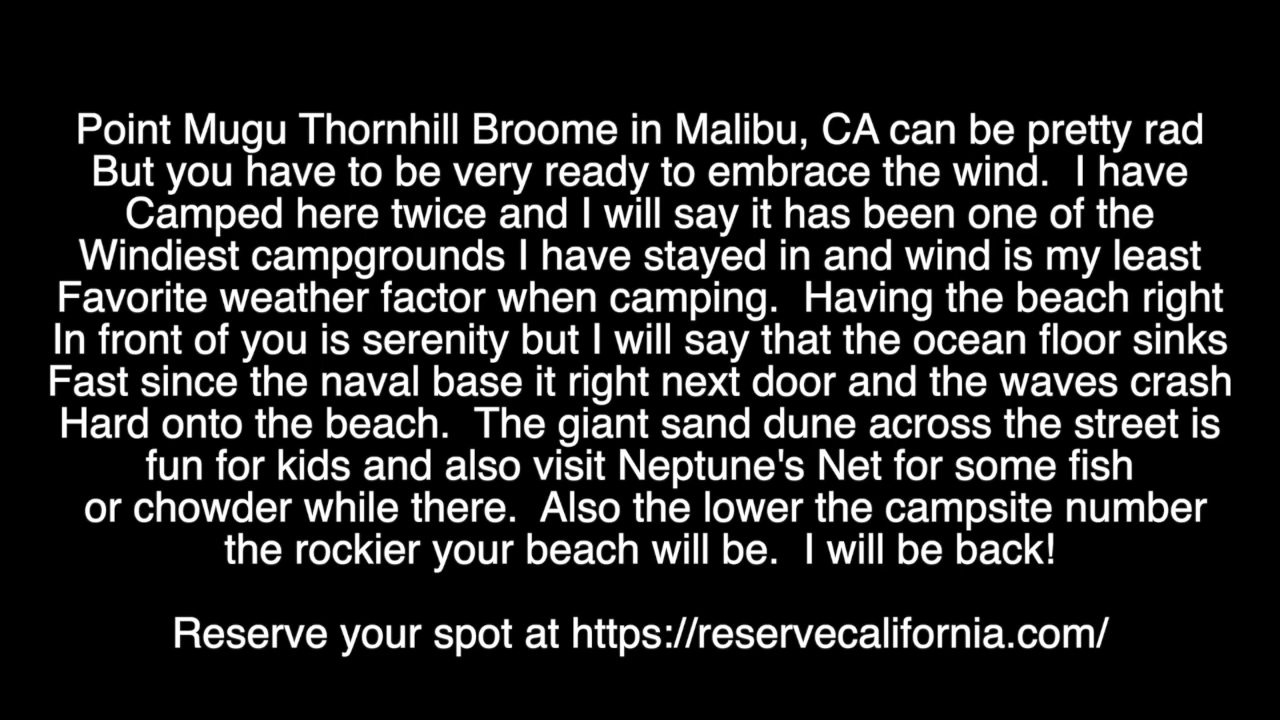 Point Mugu Thornhill Broome in Malibu, CA can be pretty rad
But you have to be very ready to embrace the wind.  I have
Camped here twice and I will say it has been one of the
Windiest campgrounds I have stayed in and wind is my least
Favorite weather factor when camping.  Having the beach right
In front of you is serenity but I will say that the ocean floor sinks
Fast since the naval base it right next door and the waves crash
Hard onto the beach.  The giant sand dune across the street is
fun for kids and also visit Neptune's Net for some fish
or chowder while there.  Also the lower the campsite number
the rockier your beach will be.  I will be back!
Reserve your spot at https://reservecalifornia.com/